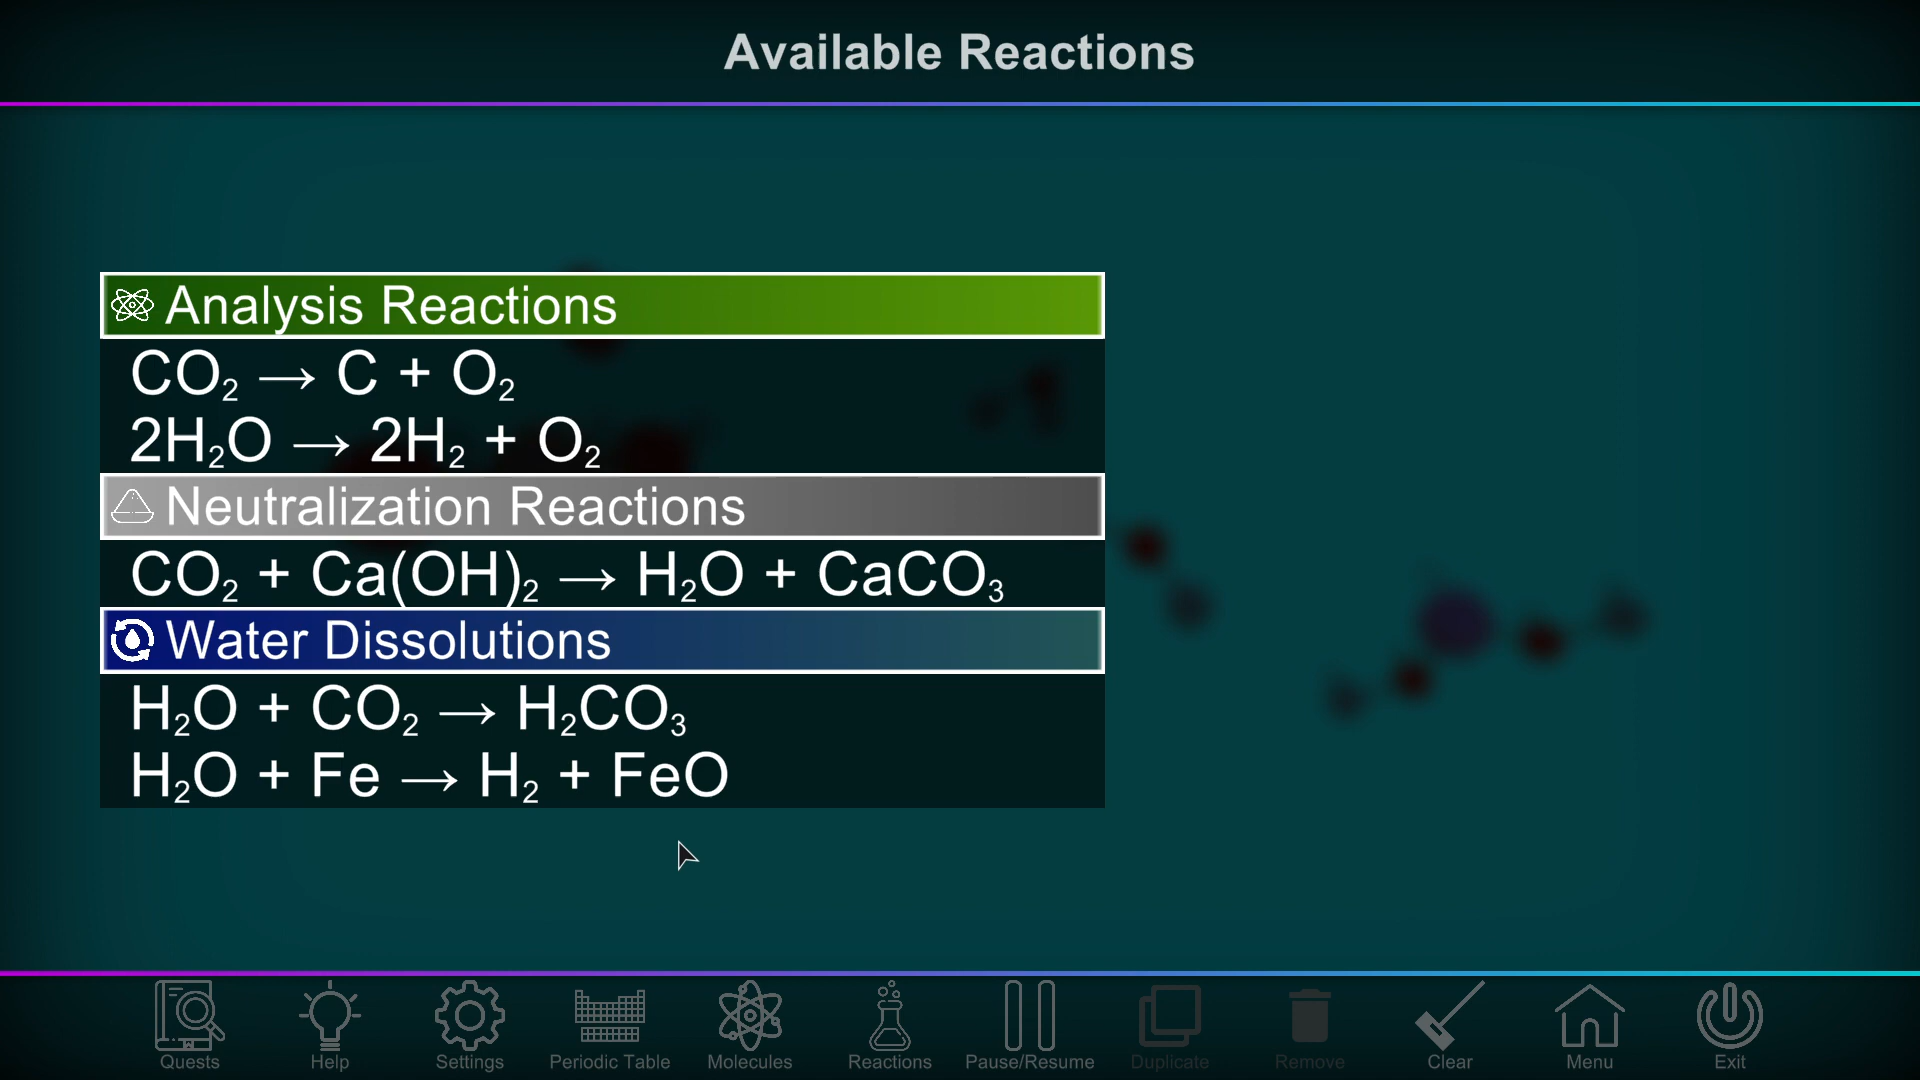 Available Reactions
Analysis Reactions
CO₂ → C + O₂
2H₂O → 2H₂ + O₂
Neutralization Reactions
CO₂ + Ca(OH)₂ → H₂O + CaCO₃
Water Dissolutions
H₂O + CO₂ → H₂CO₃
H₂O + Fe → H₂ + FeO
Quests Help Settings Periodic Table Molecules Reactions Pause/Resume Duplicate Remove Clear Menu Exit